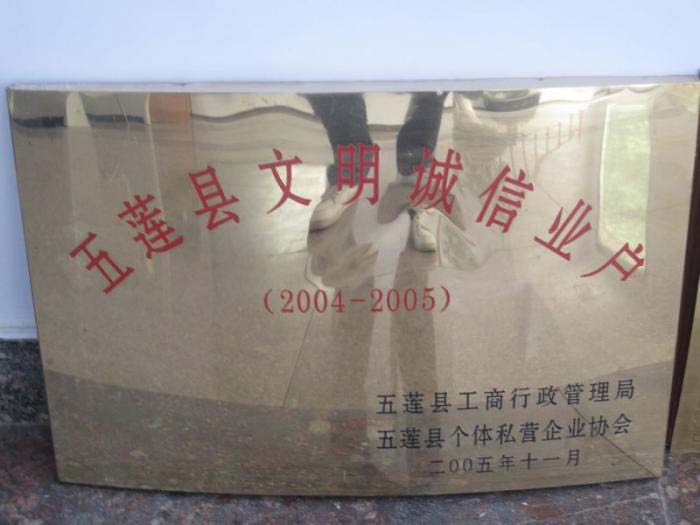 五莲县文明诚信业户
(2004-2005)
五莲县工商行政管理局
五莲县个体私营企业协会
二00五年十一月